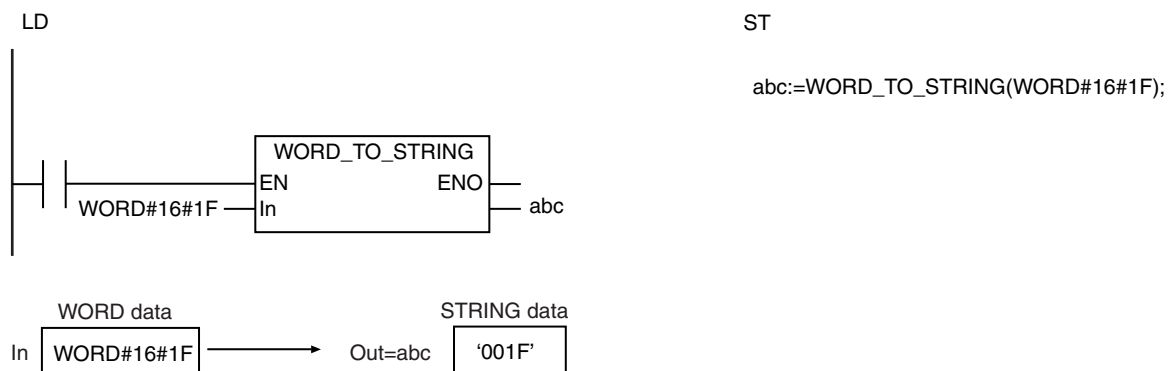 LD
ST
abc:=WORD_TO_STRING(WORD#16#1F);
WORD_TO_STRING
EN ENO
WORD#16#1F In abc
WORD data STRING data
In WORD#16#1F Out=abc ‘001F’